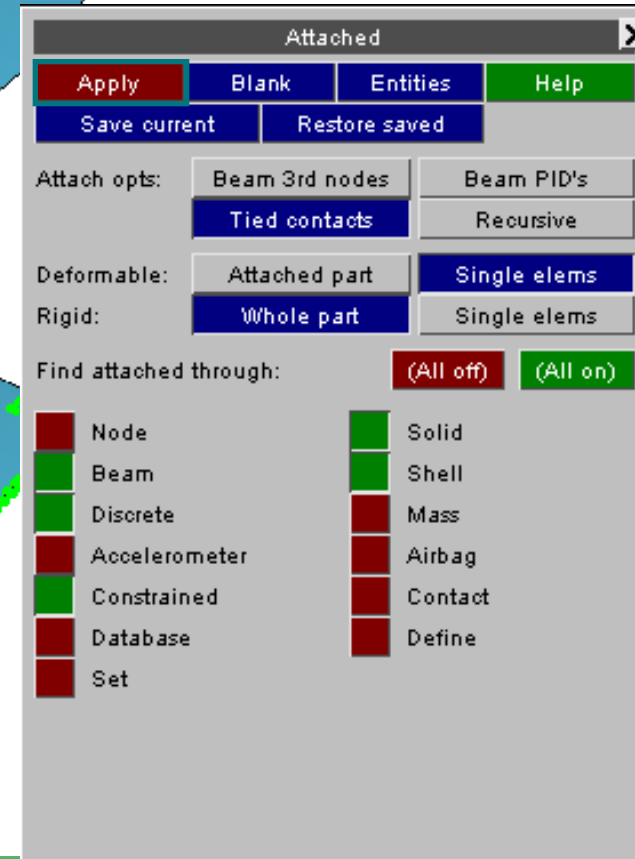 Attached X
Apply Blank Entities Help
Save current Restore saved
Attach opts: Beam 3rd nodes Beam PID's
Tied contacts Recursive
Deformable: Attached part Single elems
Rigid: Whole part Single elems
Find attached through: (All off) (All on)
Node Solid
Beam Shell
Discrete Mass
Accelerometer Airbag
Constrained Contact
Database Define
Set